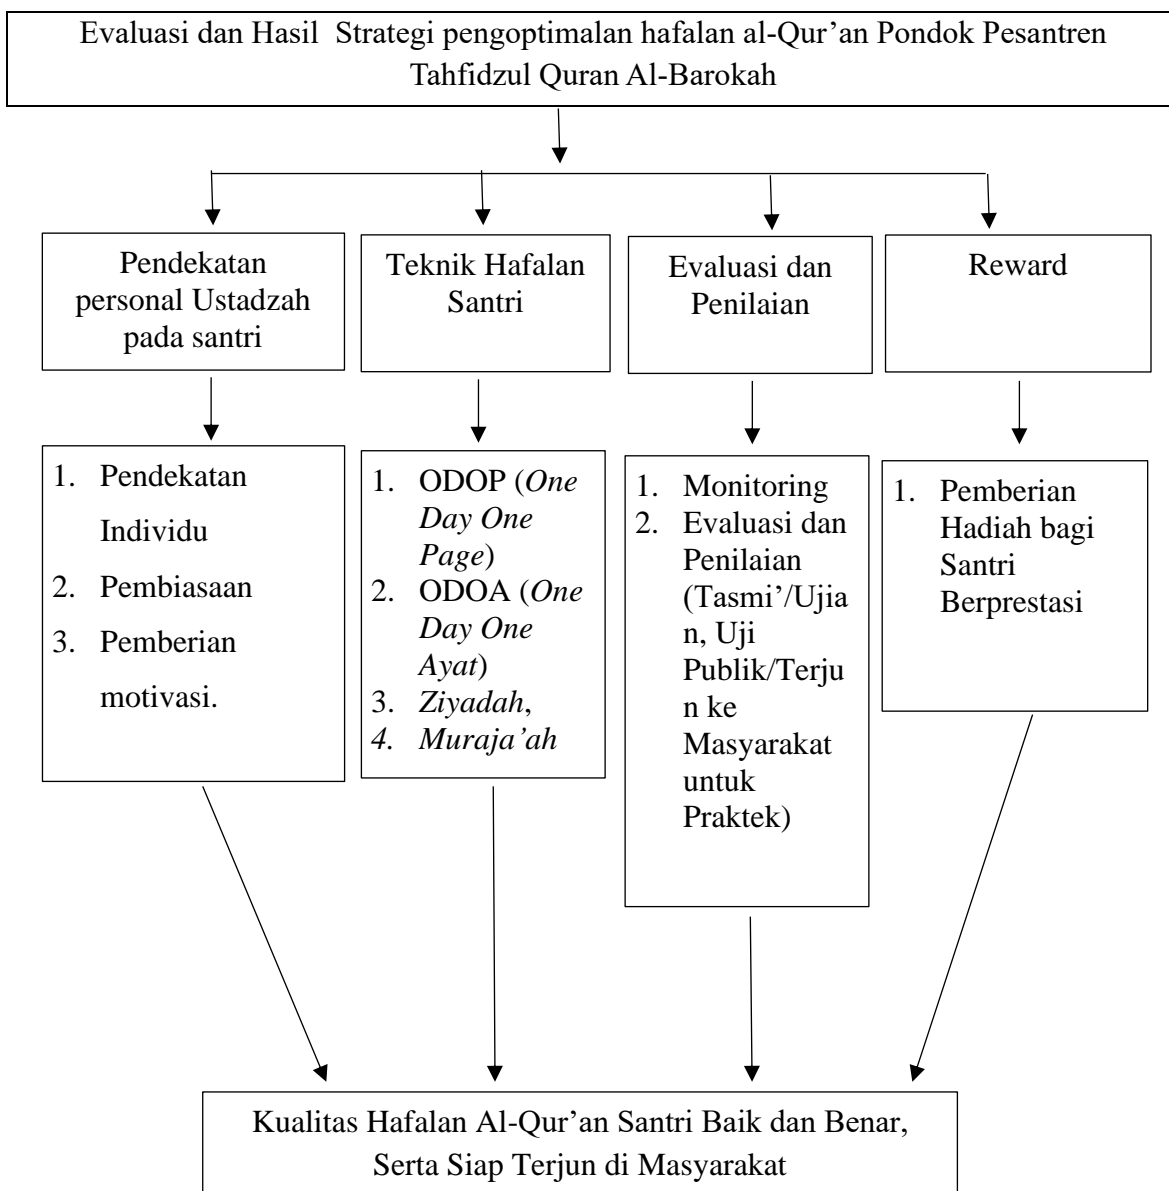 Evaluasi dan Hasil  Strategi pengoptimalan hafalan al-Qur’an Pondok Pesantren
Tahfidzul Quran Al-Barokah
Pendekatan
personal Ustadzah
pada santri
Teknik Hafalan
Santri
Evaluasi dan
Penilaian
Reward
1. Pendekatan
Individu
2. Pembiasaan
3. Pemberian
motivasi.
1. ODOP (One
Day One
Page)
2. ODOA (One
Day One
Ayat)
3. Ziyadah,
4. Muraja’ah
1. Monitoring
2. Evaluasi dan
Penilaian
(Tasmi’/Ujia
n, Uji
Publik/Terju
n ke
Masyarakat
untuk
Praktek)
1. Pemberian
Hadiah bagi
Santri
Berprestasi
Kualitas Hafalan Al-Qur’an Santri Baik dan Benar,
Serta Siap Terjun di Masyarakat